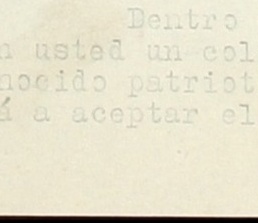 Dentro
n usted un col
nocido patriot
á a aceptar el